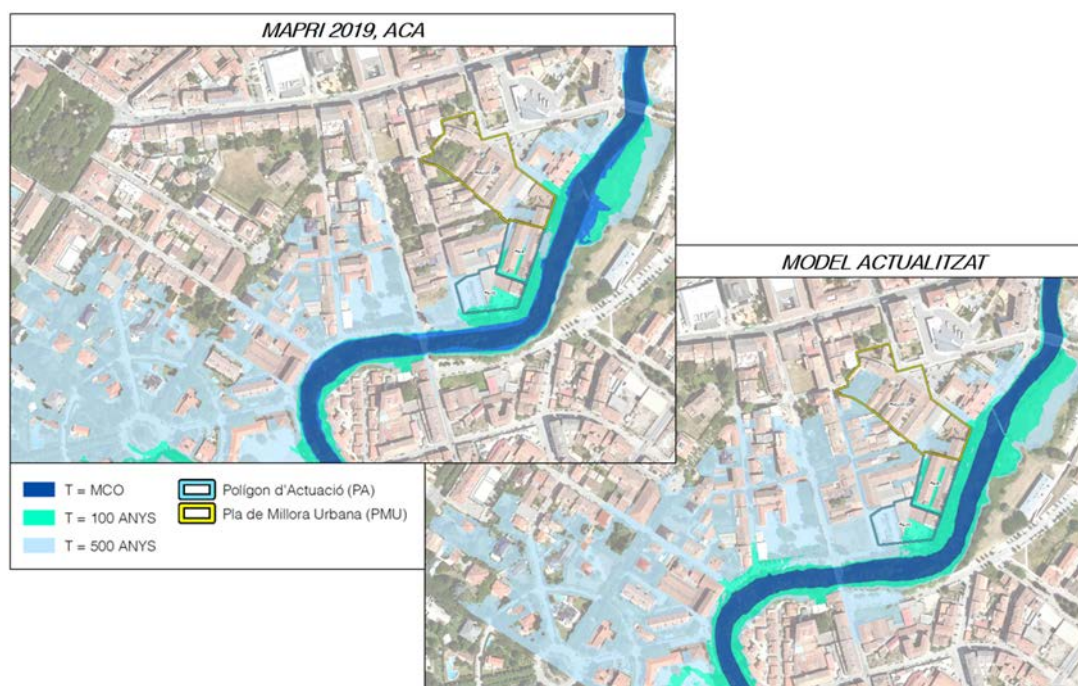 MAPRI 2019, ACA
MODEL ACTUALITZAT
T = MCO
T = 100 ANYS
T = 500 ANYS
Polígon d'Actuació (PA)
Pla de Millora Urbana (PMU)